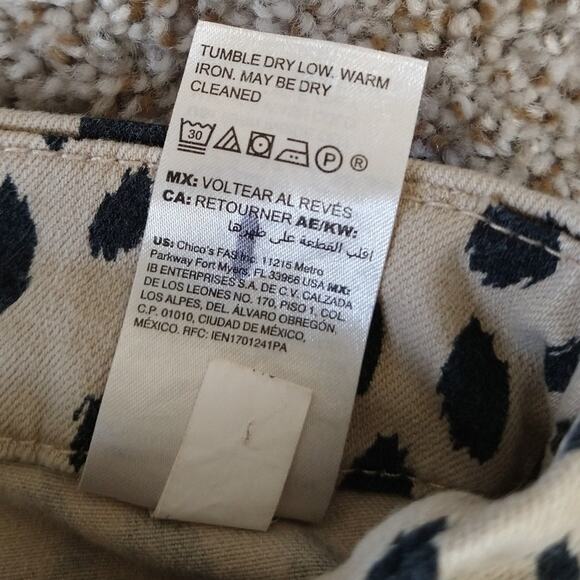 TUMBLE DRY LOW. WARM
IRON. MAY BE DRY
CLEANED
30 P ®
MX: VOLTEAR AL REVÉS
CA: RETOURNER AE/KW:
اقلب القطعة على ظهرها
US: Chico's FAS Inc. 11215 Metro
Parkway Fort Myers, FL 33966 USA MX:
IB ENTERPRISES S.A. DE C.V. CALZADA
DE LOS LEONES NO. 170, PISO 1, COL.
LOS ALPES, DEL. ÁLVARO OBREGÓN.
C.P. 01010, CIUDAD DE MÉXICO,
MÉXICO. RFC: IEN1701241PA